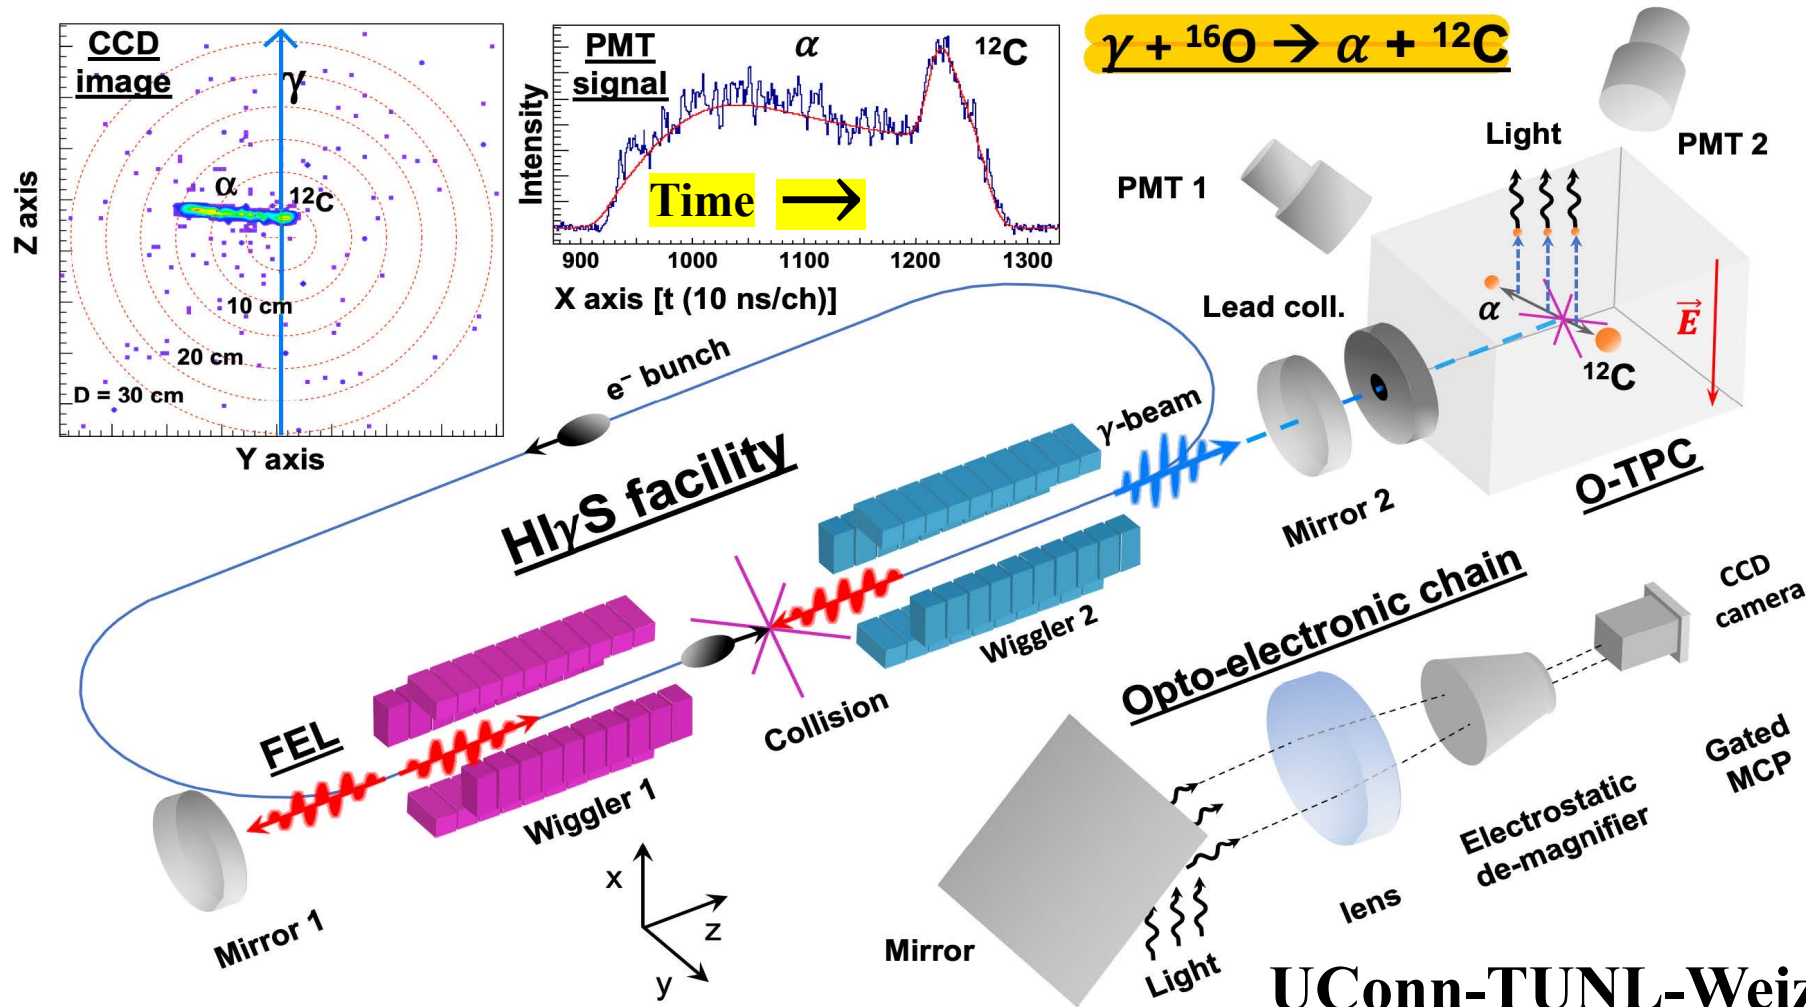 CCD
image
γ
α
¹²C
10 cm
20 cm
D = 30 cm
Z axis
Y axis
PMT
signal
α
¹²C
Intensity
Time →
900 1000 1100 1200 1300
X axis [t (10 ns/ch)]
γ + ¹⁶O → α + ¹²C
Light
PMT 1
PMT 2
Lead coll.
α
¹²C
E
O-TPC
e⁻ bunch
HIγS facility
γ-beam
Mirror 2
Wiggler 2
Collision
FEL
Wiggler 1
Mirror 1
x
z
y
Opto-electronic chain
CCD
camera
Gated
MCP
Electrostatic
de-magnifier
lens
Mirror
Light
UConn-TUNL-Weiz